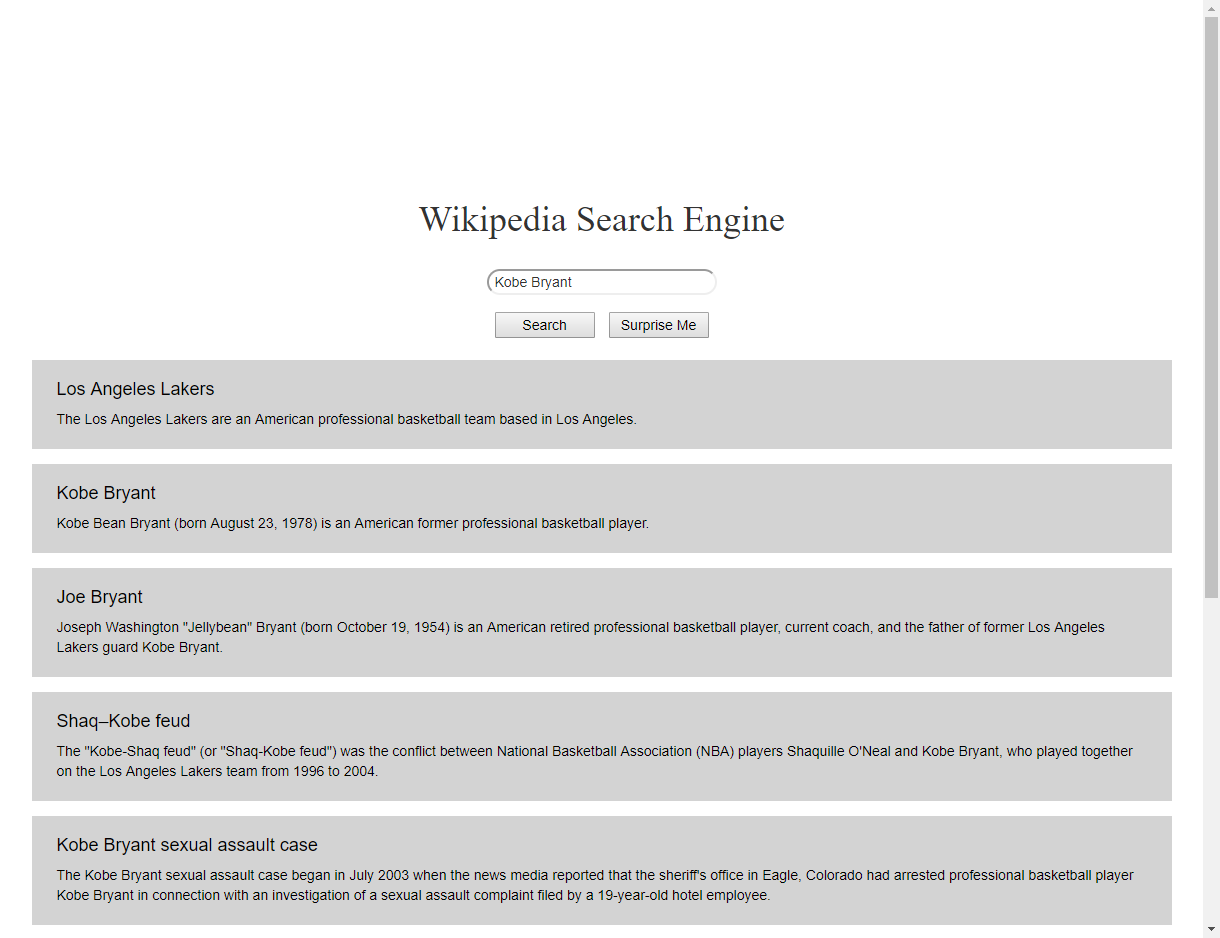 Wikipedia Search Engine
Kobe Bryant
Search Surprise Me
Los Angeles Lakers
The Los Angeles Lakers are an American professional basketball team based in Los Angeles.
Kobe Bryant
Kobe Bean Bryant (born August 23, 1978) is an American former professional basketball player.
Joe Bryant
Joseph Washington "Jellybean" Bryant (born October 19, 1954) is an American retired professional basketball player, current coach, and the father of former Los Angeles
Lakers guard Kobe Bryant.
Shaq–Kobe feud
The "Kobe-Shaq feud" (or "Shaq-Kobe feud") was the conflict between National Basketball Association (NBA) players Shaquille O'Neal and Kobe Bryant, who played together
on the Los Angeles Lakers team from 1996 to 2004.
Kobe Bryant sexual assault case
The Kobe Bryant sexual assault case began in July 2003 when the news media reported that the sheriff's office in Eagle, Colorado had arrested professional basketball player
Kobe Bryant in connection with an investigation of a sexual assault complaint filed by a 19-year-old hotel employee.